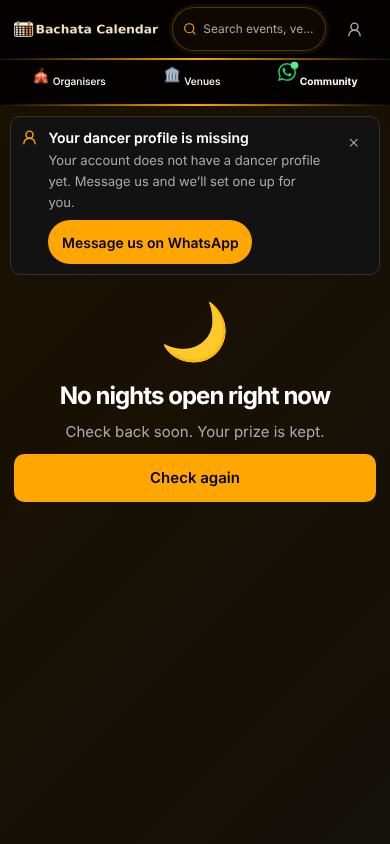 Bachata Calendar
Search events, ve...
Organisers
Venues
Community
Your dancer profile is missing
Your account does not have a dancer profile
yet. Message us and we’ll set one up for
you.
Message us on WhatsApp
No nights open right now
Check back soon. Your prize is kept.
Check again